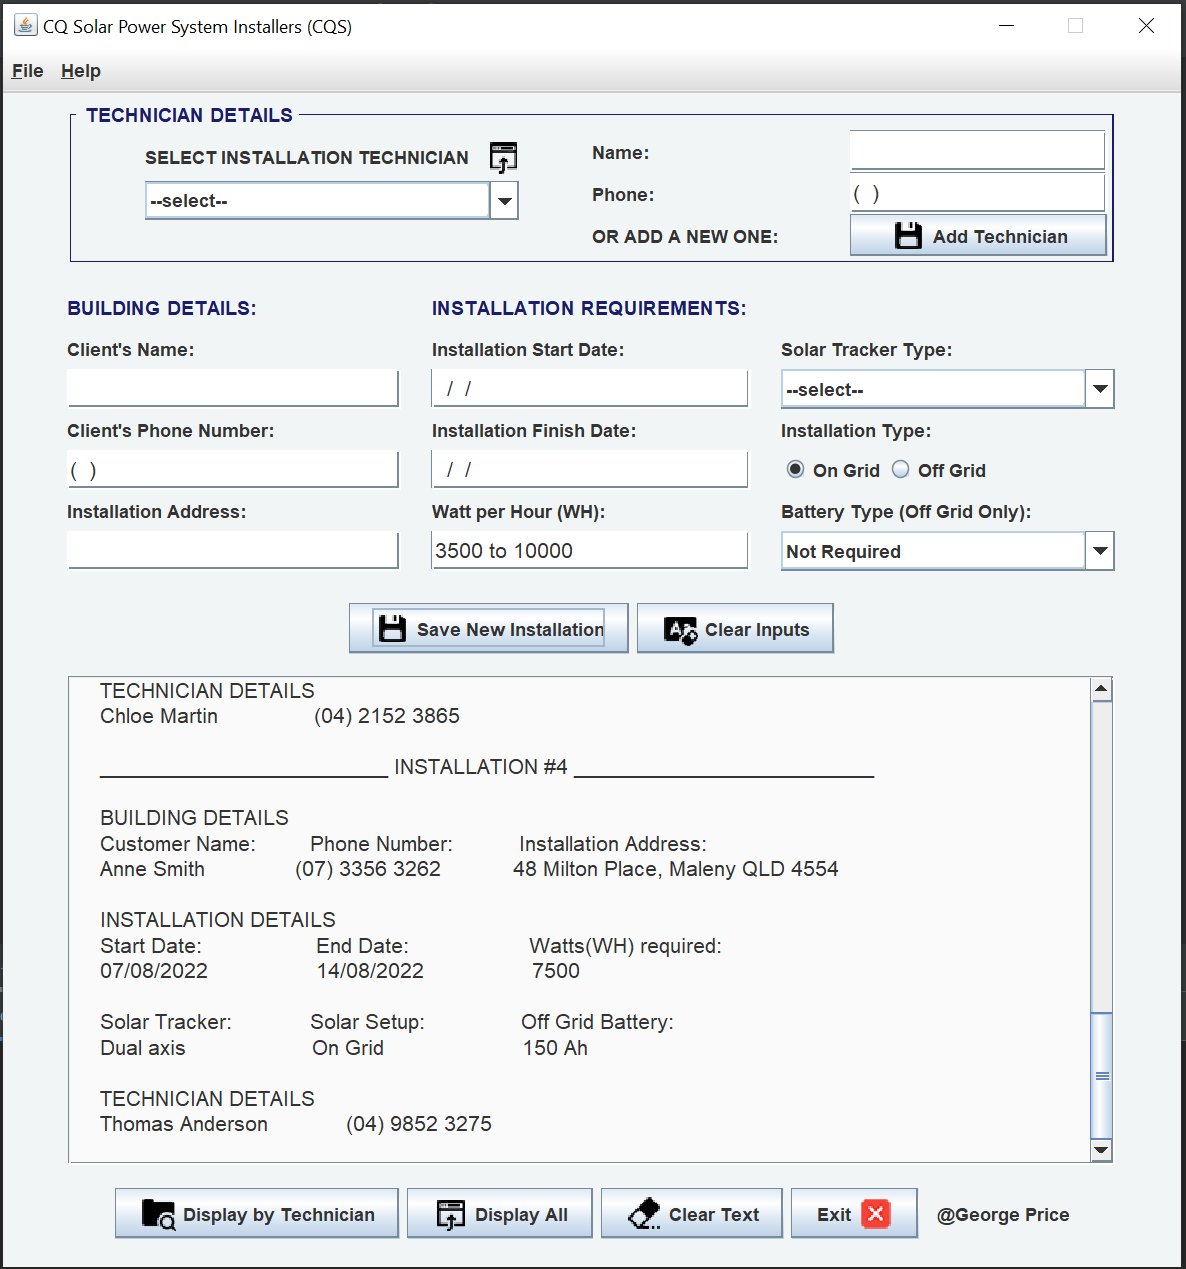 CQ Solar Power System Installers (CQS)
File Help
TECHNICIAN DETAILS
SELECT INSTALLATION TECHNICIAN
--select--
Name:
Phone:
( )
OR ADD A NEW ONE:
Add Technician
BUILDING DETAILS:
INSTALLATION REQUIREMENTS:
Client's Name:
Installation Start Date:
Solar Tracker Type:
/ /
--select--
Client's Phone Number:
Installation Finish Date:
Installation Type:
( )
/ /
On Grid
Off Grid
Installation Address:
Watt per Hour (WH):
Battery Type (Off Grid Only):
3500 to 10000
Not Required
Save New Installation
Clear Inputs
TECHNICIAN DETAILS
Chloe Martin (04) 2152 3865
________________________ INSTALLATION #4 _________________________
BUILDING DETAILS
Customer Name: Phone Number: Installation Address:
Anne Smith (07) 3356 3262 48 Milton Place, Maleny QLD 4554
INSTALLATION DETAILS
Start Date: End Date: Watts(WH) required:
07/08/2022 14/08/2022 7500
Solar Tracker: Solar Setup: Off Grid Battery:
Dual axis On Grid 150 Ah
TECHNICIAN DETAILS
Thomas Anderson (04) 9852 3275
Display by Technician
Display All
Clear Text
Exit
@George Price